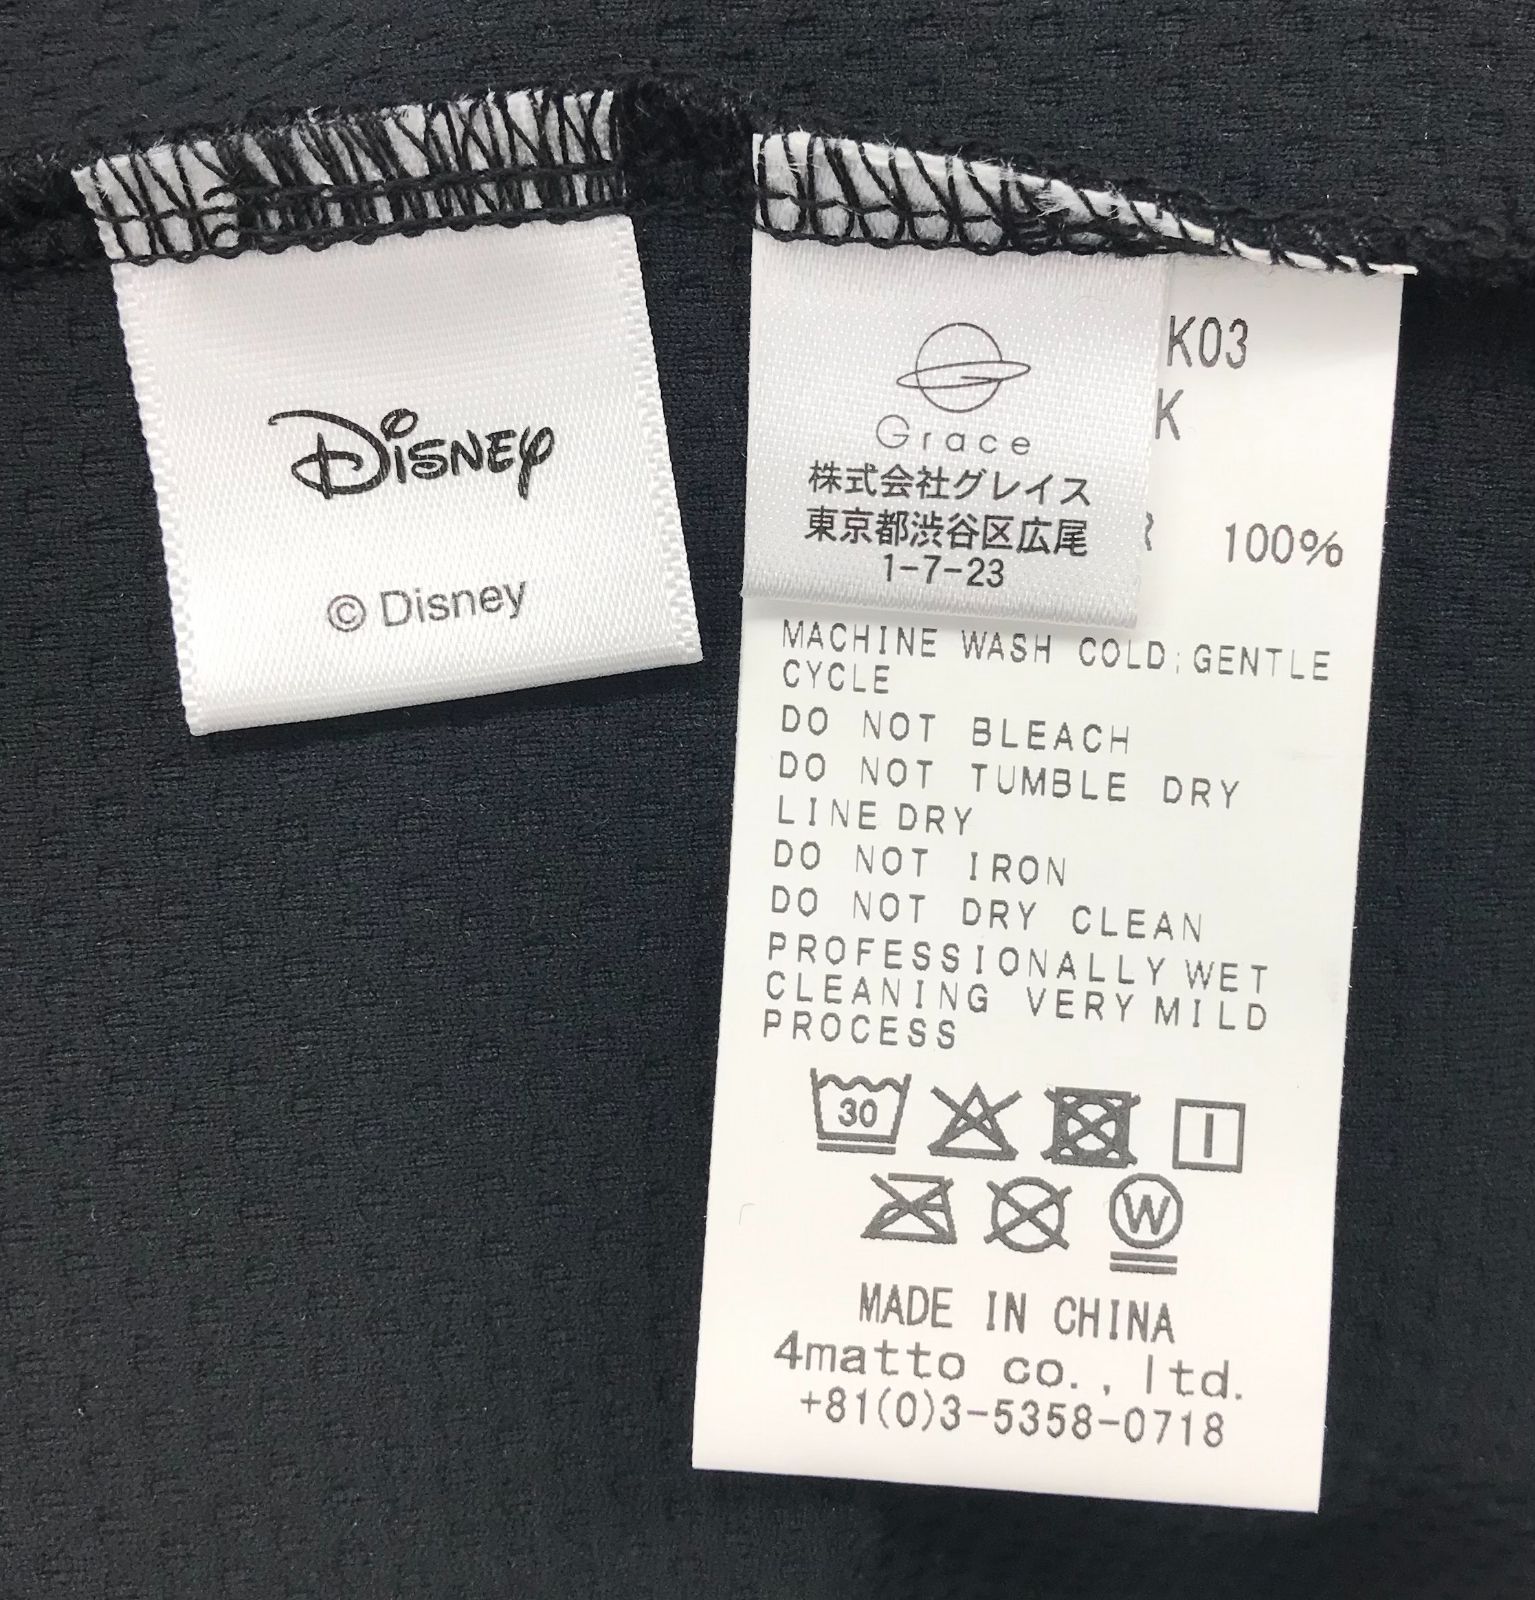 Disney
© Disney
Grace
株式会社グレイス
東京都渋谷区広尾
1-7-23
K03
K
100%
MACHINE WASH COLD;GENTLE
CYCLE
DO NOT BLEACH
DO NOT TUMBLE DRY
LINE DRY
DO NOT IRON
DO NOT DRY CLEAN
PROFESSIONALLY WET
CLEANING VERY MILD
PROCESS
30
W
MADE IN CHINA
4matto co., ltd.
+81(0)3-5358-0718